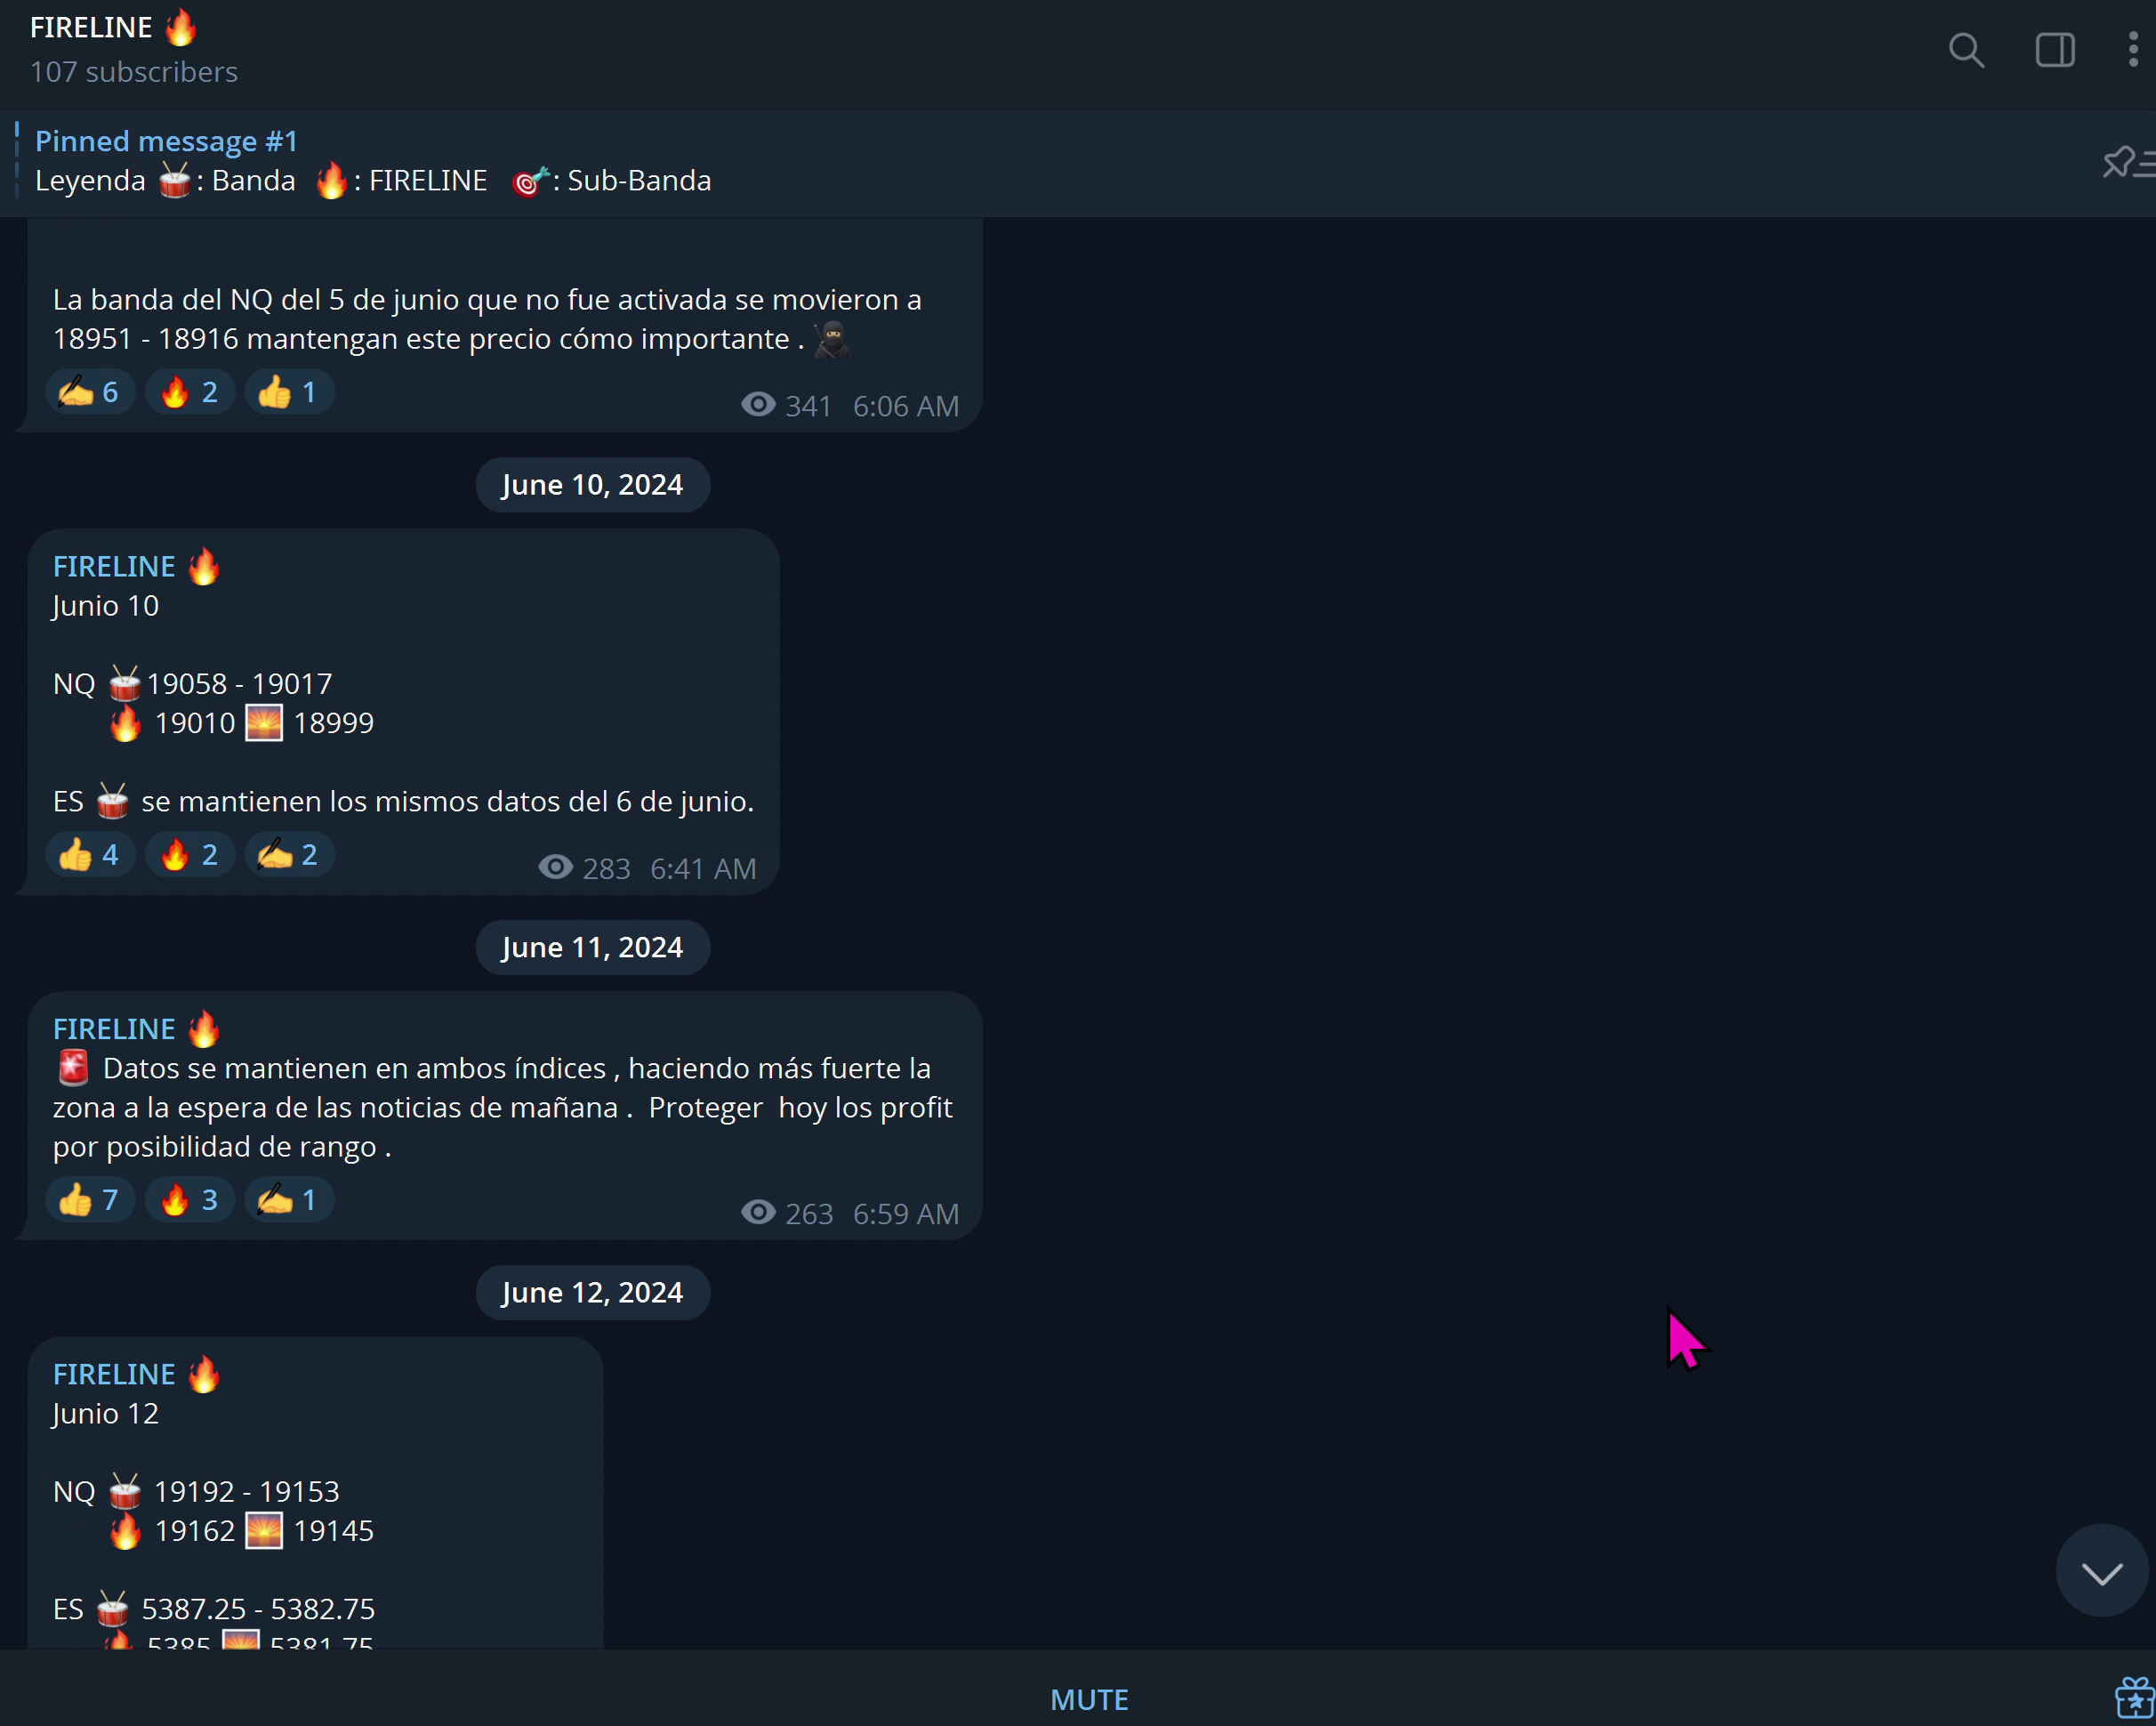 FIRELINE 🔥
107 subscribers
Pinned message #1
Leyenda 🥁: Banda 🔥: FIRELINE 🎯: Sub-Banda
La banda del NQ del 5 de junio que no fue activada se movieron a
18951 - 18916 mantengan este precio cómo importante . 🥷
✍️ 6 🔥 2 👍 1 341 6:06 AM
June 10, 2024
FIRELINE 🔥
Junio 10
NQ 🥁19058 - 19017
🔥 19010 🌅 18999
ES 🥁 se mantienen los mismos datos del 6 de junio.
👍 4 🔥 2 ✍️ 2 283 6:41 AM
June 11, 2024
FIRELINE 🔥
🚨 Datos se mantienen en ambos índices , haciendo más fuerte la
zona a la espera de las noticias de mañana . Proteger hoy los profit
por posibilidad de rango .
👍 7 🔥 3 ✍️ 1 263 6:59 AM
June 12, 2024
FIRELINE 🔥
Junio 12
NQ 🥁 19192 - 19153
🔥 19162 🌅 19145
ES 🥁 5387.25 - 5382.75
🔥 5385 🌅 5381.75
MUTE